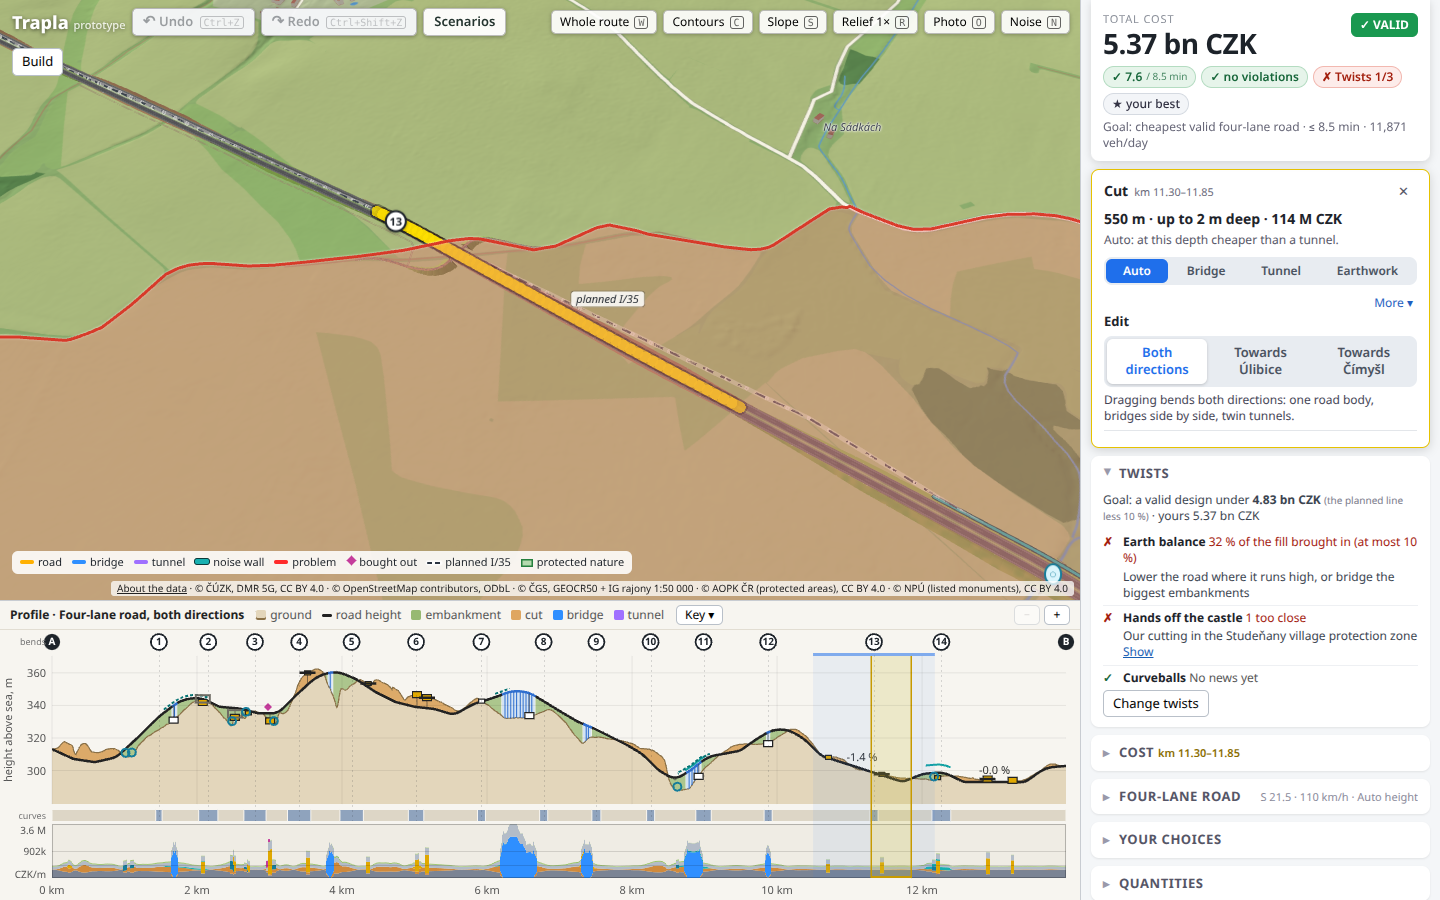 Trapla prototype
↶ Undo Ctrl+Z
↷ Redo Ctrl+Shift+Z
Scenarios
Whole route W
Contours C
Slope S
Relief 1× R
Photo O
Noise N
Build
Na Sádkách
13
planned I/35
road bridge tunnel noise wall problem bought out planned I/35 protected nature
About the data · © ČÚZK, DMR 5G, CC BY 4.0 · © OpenStreetMap contributors, ODbL · © ČGS, GEOCR50 + IG rajony 1:50 000 · © AOPK ČR (protected areas), CC BY 4.0 · © NPÚ (listed monuments), CC BY 4.0
Profile · Four-lane road, both directions ground road height embankment cut bridge tunnel Key ▾ − +
bends A 1 2 3 4 5 6 7 8 9 10 11 12 13 14 B
height above sea, m
360
340
320
300
-1.4 %
-0.0 %
curves
3.6 M
902k
CZK/m
0 km 2 km 4 km 6 km 8 km 10 km 12 km
TOTAL COST
✓ VALID
5.37 bn CZK
✓ 7.6 / 8.5 min ✓ no violations ✗ Twists 1/3
★ your best
Goal: cheapest valid four-lane road · ≤ 8.5 min · 11,871
veh/day
Cut km 11.30–11.85 ✕
550 m · up to 2 m deep · 114 M CZK
Auto: at this depth cheaper than a tunnel.
Auto Bridge Tunnel Earthwork
More ▾
Edit
Both
directions
Towards
Úlibice
Towards
Čímyšl
Dragging bends both directions: one road body,
bridges side by side, twin tunnels.
▼ TWISTS
Goal: a valid design under 4.83 bn CZK (the planned line
less 10 %) · yours 5.37 bn CZK
✗ Earth balance 32 % of the fill brought in (at most 10
%)
Lower the road where it runs high, or bridge the
biggest embankments
✗ Hands off the castle 1 too close
Our cutting in the Studeňany village protection zone
Show
✓ Curveballs No news yet
Change twists
▶ COST km 11.30–11.85
▶ FOUR-LANE ROAD S 21.5 · 110 km/h · Auto height
▶ YOUR CHOICES
▶ QUANTITIES